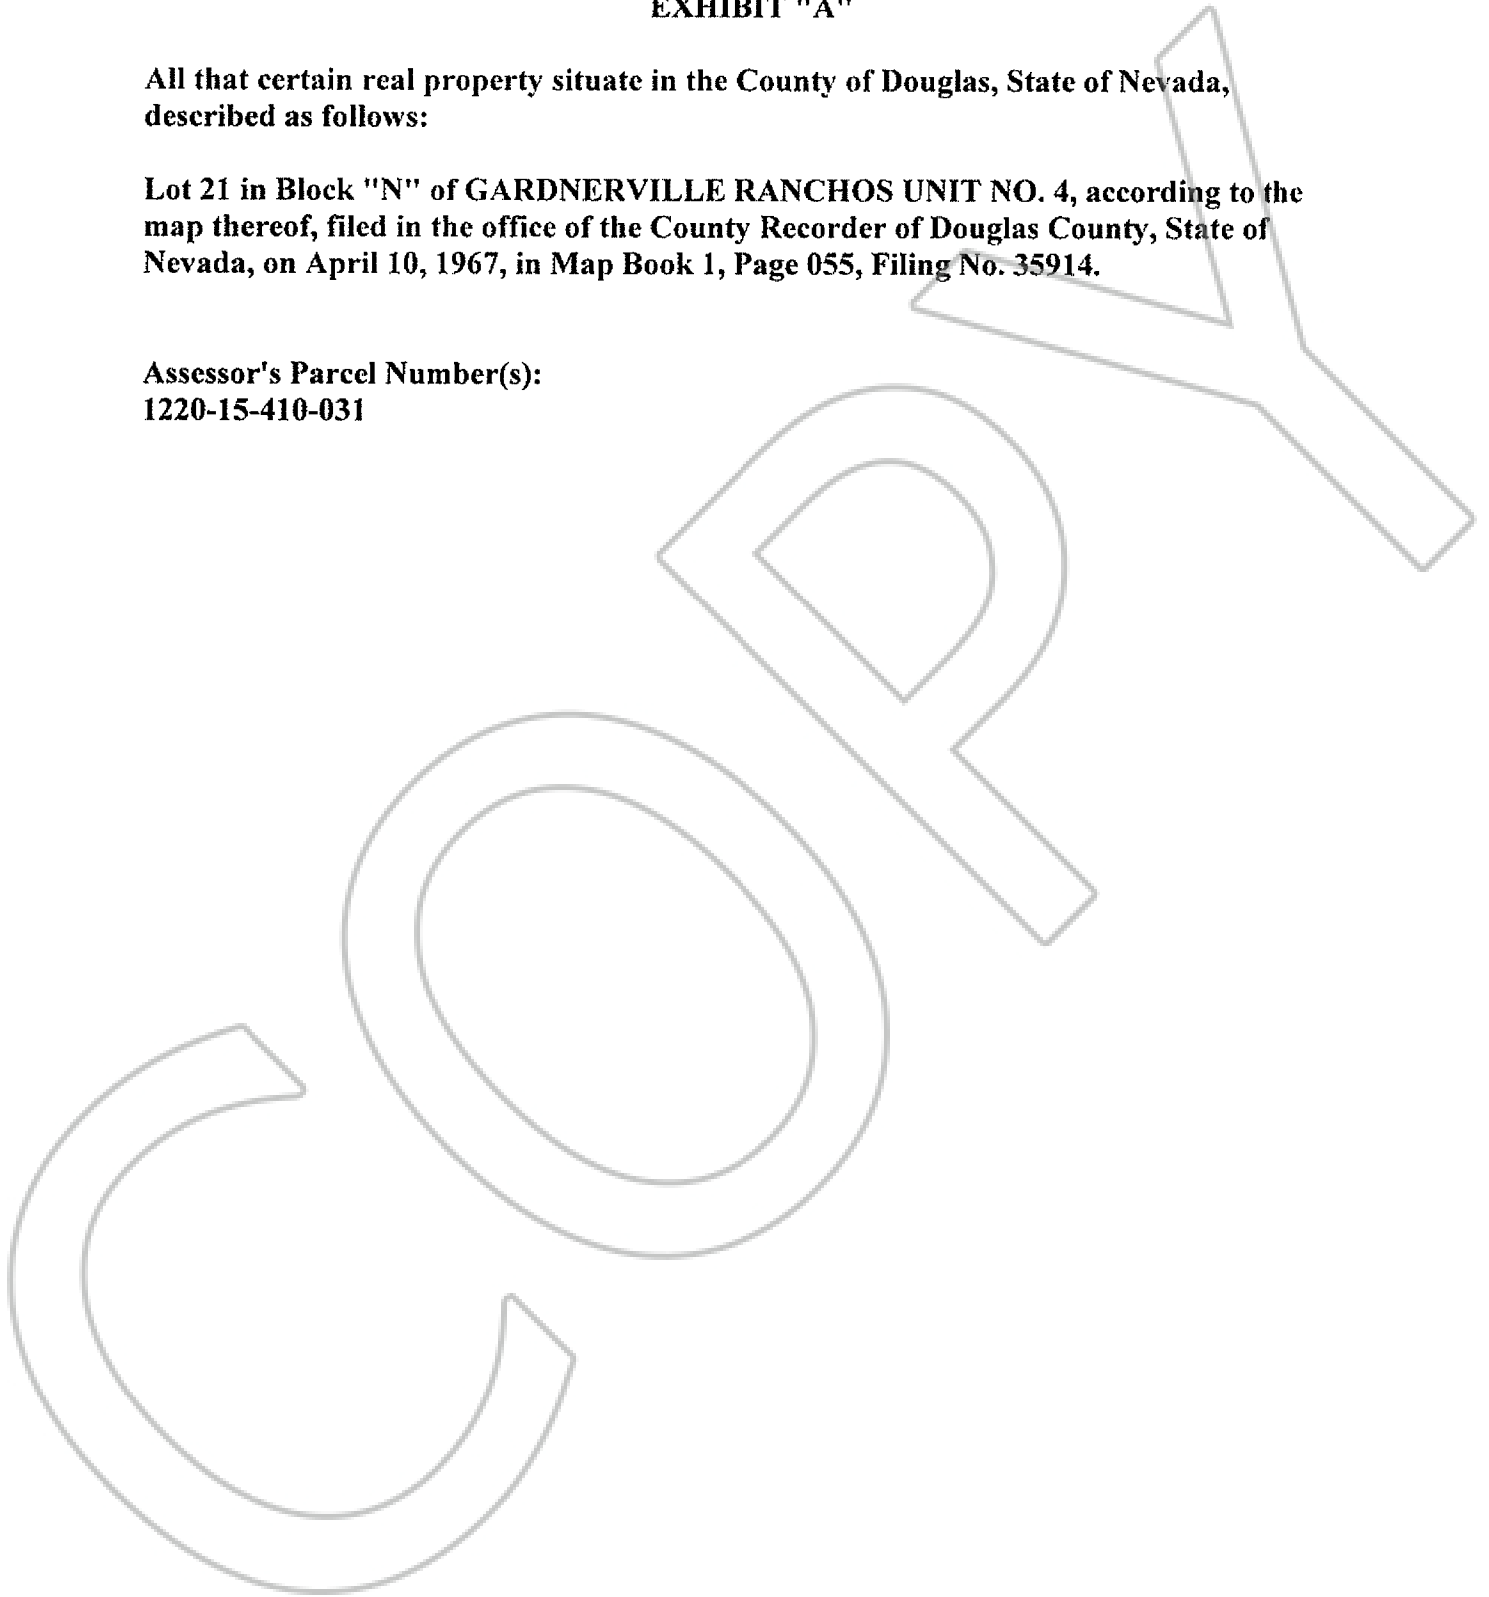 EXHIBIT "A"
All that certain real property situate in the County of Douglas, State of Nevada,
described as follows:
Lot 21 in Block "N" of GARDNERVILLE RANCHOS UNIT NO. 4, according to the
map thereof, filed in the office of the County Recorder of Douglas County, State of
Nevada, on April 10, 1967, in Map Book 1, Page 055, Filing No. 35914.
Assessor's Parcel Number(s):
1220-15-410-031
COPY